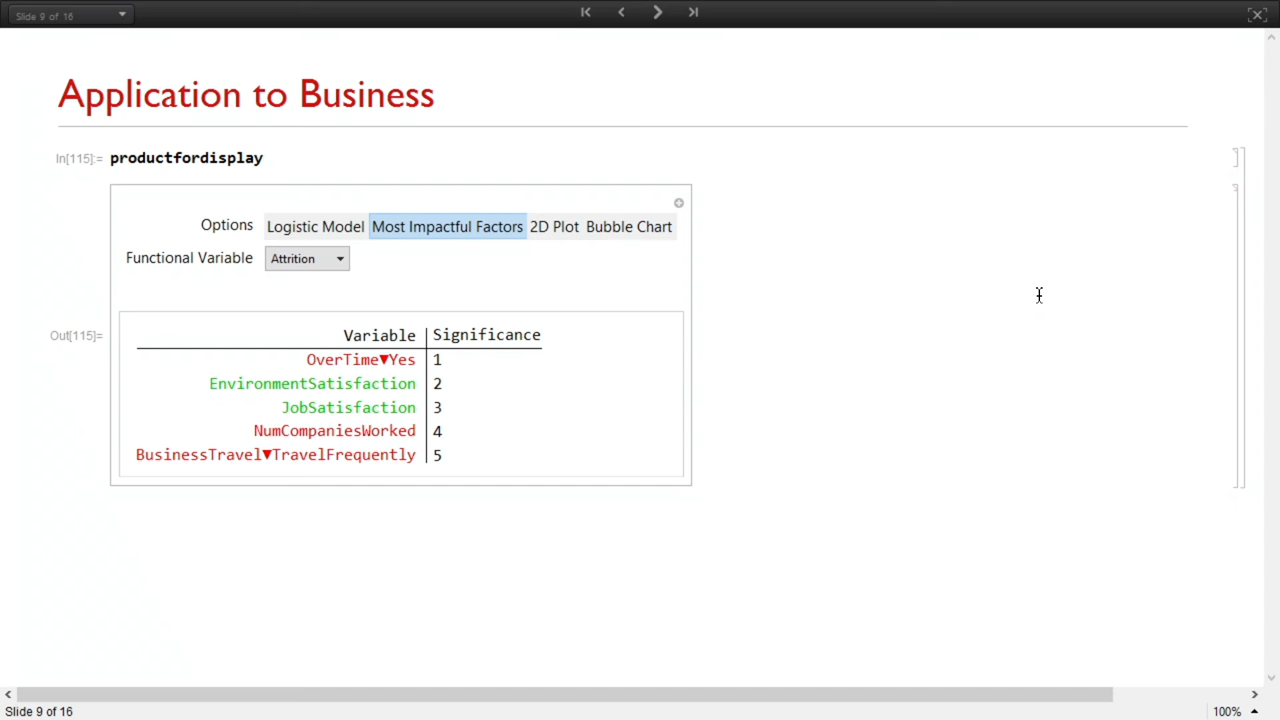 Slide 9 of 16
Application to Business
In[115]:= productfordisplay
Options Logistic Model Most Impactful Factors 2D Plot Bubble Chart
Functional Variable Attrition
Out[115]=
Variable Significance
OverTime▼Yes 1
EnvironmentSatisfaction 2
JobSatisfaction 3
NumCompaniesWorked 4
BusinessTravel▼TravelFrequently 5
Slide 9 of 16 100%